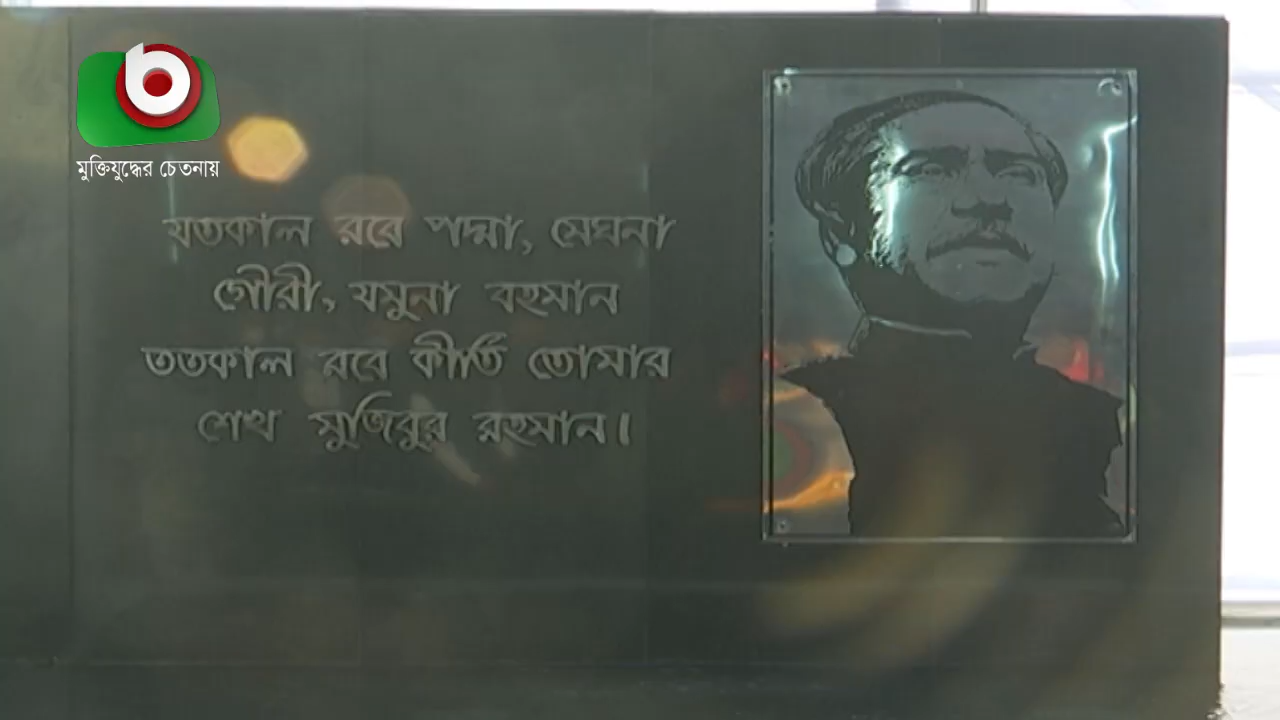 মুক্তিযুদ্ধের চেতনায়
যতকাল রবে পদ্মা, মেঘনা
গৌরী, যমুনা বহমান
ততকাল রবে কীর্তি তোমার
শেখ মুজিবুর রহমান।